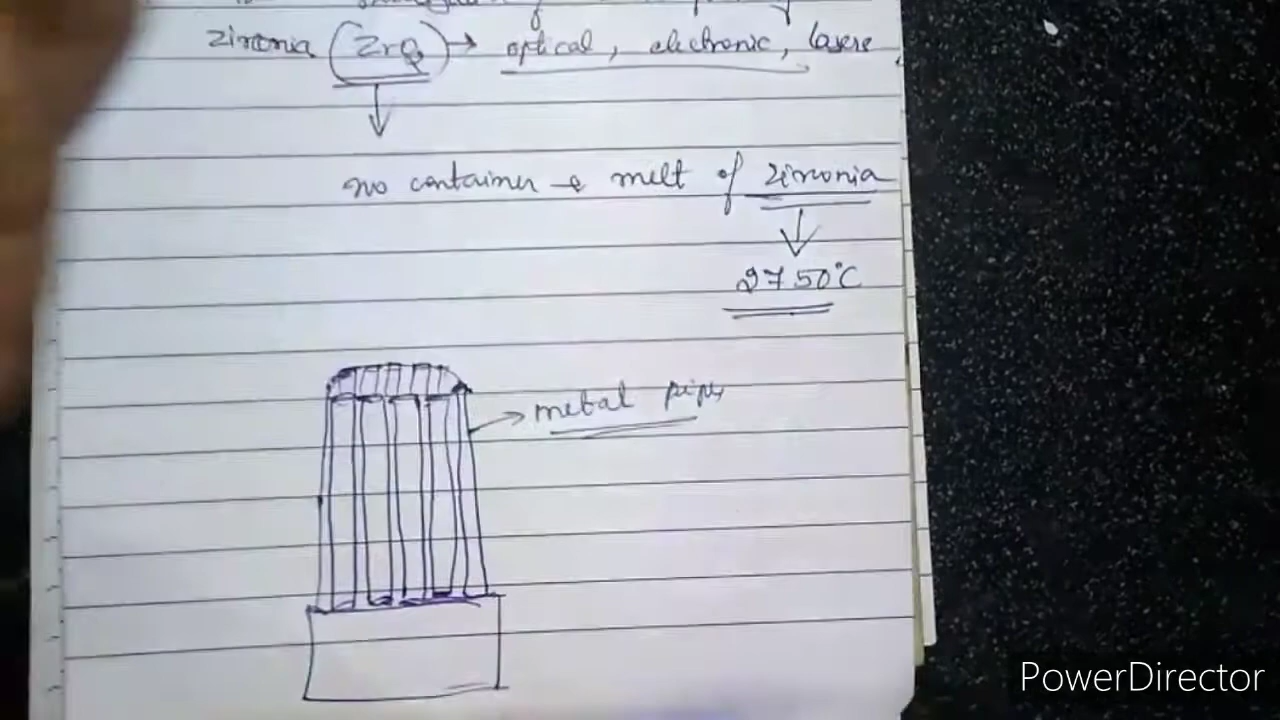 zirconia (ZrO2) → optical, electronic, lasers,
no container → melt of zirconia
2750°C
metal pipes
PowerDirector